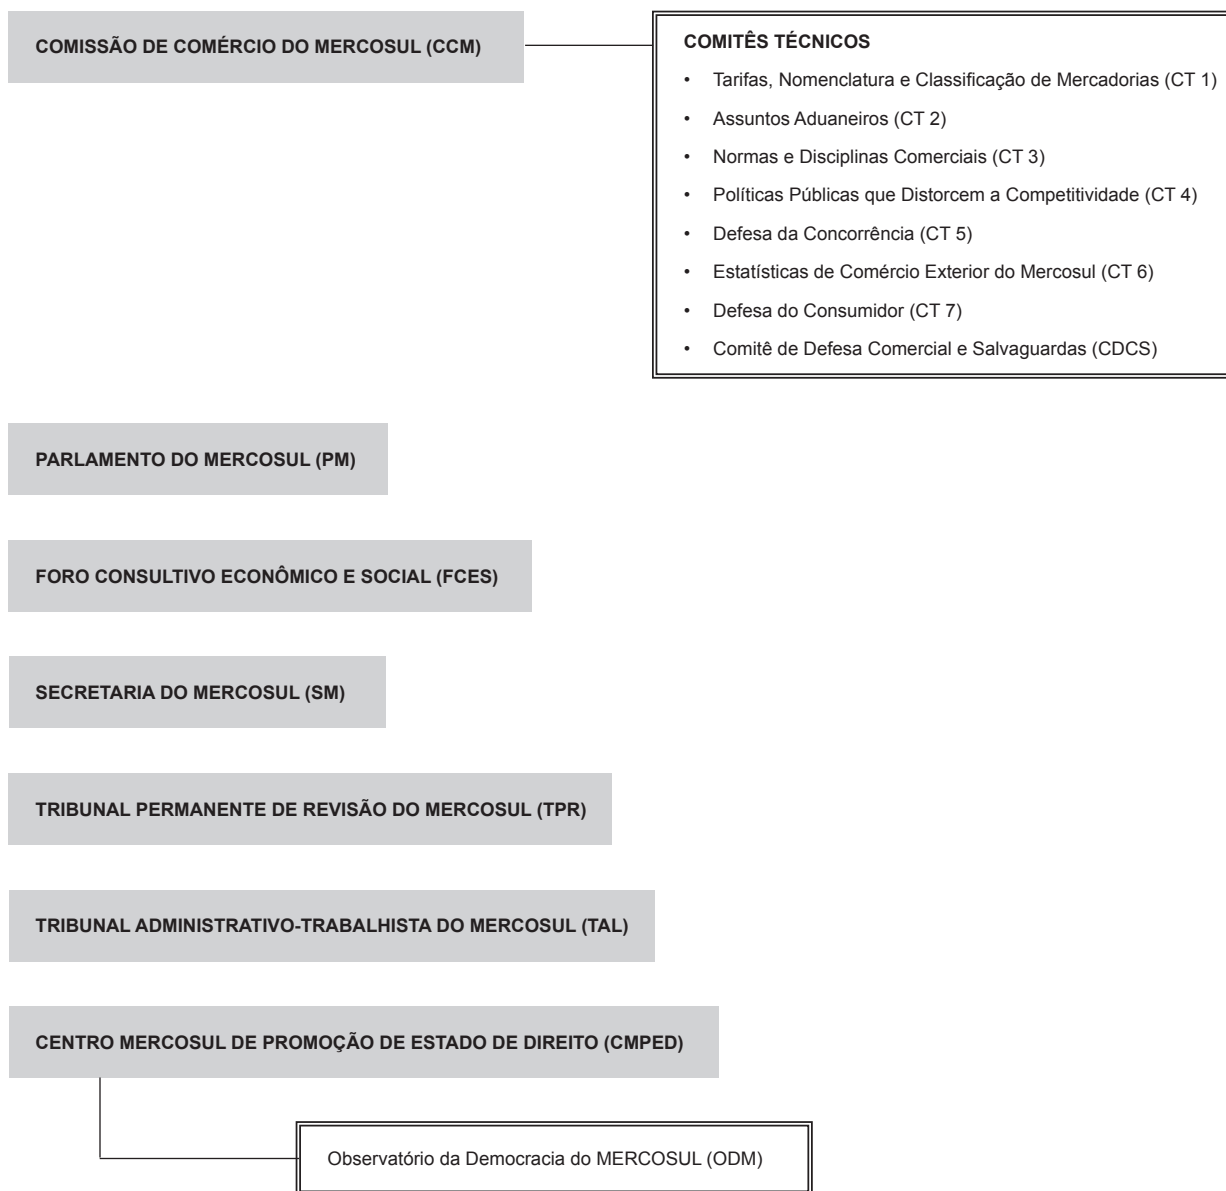 COMISSÃO DE COMÉRCIO DO MERCOSUL (CCM)
COMITÊS TÉCNICOS
• Tarifas, Nomenclatura e Classificação de Mercadorias (CT 1)
• Assuntos Aduaneiros (CT 2)
• Normas e Disciplinas Comerciais (CT 3)
• Políticas Públicas que Distorcem a Competitividade (CT 4)
• Defesa da Concorrência (CT 5)
• Estatísticas de Comércio Exterior do Mercosul (CT 6)
• Defesa do Consumidor (CT 7)
• Comitê de Defesa Comercial e Salvaguardas (CDCS)
PARLAMENTO DO MERCOSUL (PM)
FORO CONSULTIVO ECONÔMICO E SOCIAL (FCES)
SECRETARIA DO MERCOSUL (SM)
TRIBUNAL PERMANENTE DE REVISÃO DO MERCOSUL (TPR)
TRIBUNAL ADMINISTRATIVO-TRABALHISTA DO MERCOSUL (TAL)
CENTRO MERCOSUL DE PROMOÇÃO DE ESTADO DE DIREITO (CMPED)
Observatório da Democracia do MERCOSUL (ODM)